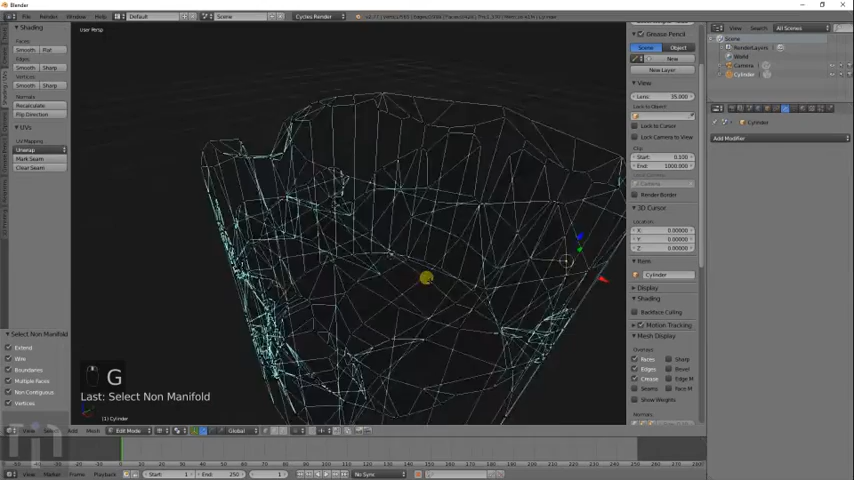 Blender
File Render Window Help
Default
Scene
Cycles Render
User Persp
Shading
Faces:
Smooth Flat
Edges:
Smooth Sharp
Vertices:
Smooth Sharp
Normals:
Recalculate
Flip Direction
UVs
UV Mapping:
Unwrap
Mark Seam
Clear Seam
Select Non Manifold
Extend
Wire
Boundaries
Multiple Faces
Non Contiguous
Vertices
G
Last: Select Non Manifold
(1) Cylinder
Grease Pencil
Scene Object
New
New Layer
View
Lens: 35.000
Lock to Object:
Lock to Cursor
Lock Camera to View
Clip:
Start: 0.100
End: 1000.000
Local Camera:
Camera
Render Border
3D Cursor
Location:
X: 0.00000
Y: 0.00000
Z: 0.00000
Item
Cylinder
Display
Shading
Backface Culling
Motion Tracking
Mesh Display
Overlays:
Faces Sharp
Edges Bevel
Crease Edge M
Seams Face M
Show Weights
Normals:
View Search All Scenes
Scene
RenderLayers
World
Camera
Cylinder
Cylinder
Add Modifier
View Select Add Mesh Edit Mode Global
View Marker Frame Playback Start: 1 End: 250 1 No Sync